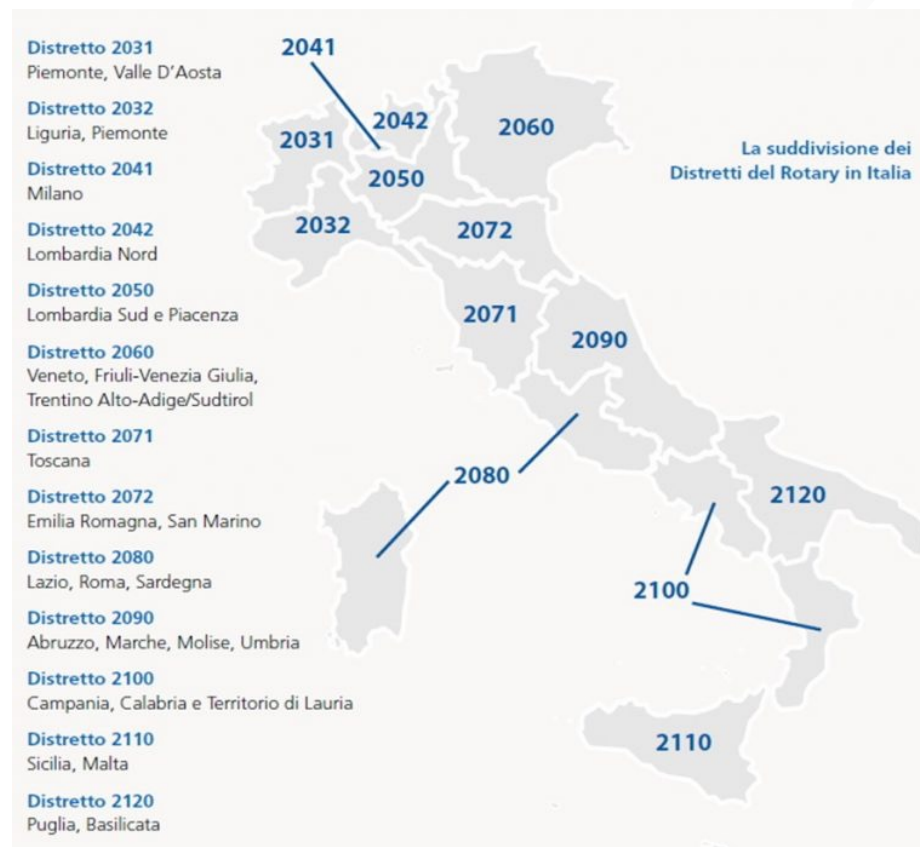 Distretto 2031
Piemonte, Valle D'Aosta
Distretto 2032
Liguria, Piemonte
Distretto 2041
Milano
Distretto 2042
Lombardia Nord
Distretto 2050
Lombardia Sud e Piacenza
Distretto 2060
Veneto, Friuli-Venezia Giulia,
Trentino Alto-Adige/Sudtirol
Distretto 2071
Toscana
Distretto 2072
Emilia Romagna, San Marino
Distretto 2080
Lazio, Roma, Sardegna
Distretto 2090
Abruzzo, Marche, Molise, Umbria
Distretto 2100
Campania, Calabria e Territorio di Lauria
Distretto 2110
Sicilia, Malta
Distretto 2120
Puglia, Basilicata
La suddivisione dei
Distretti del Rotary in Italia
2041
2042
2060
2031
2050
2032
2072
2071
2090
2080
2120
2100
2110